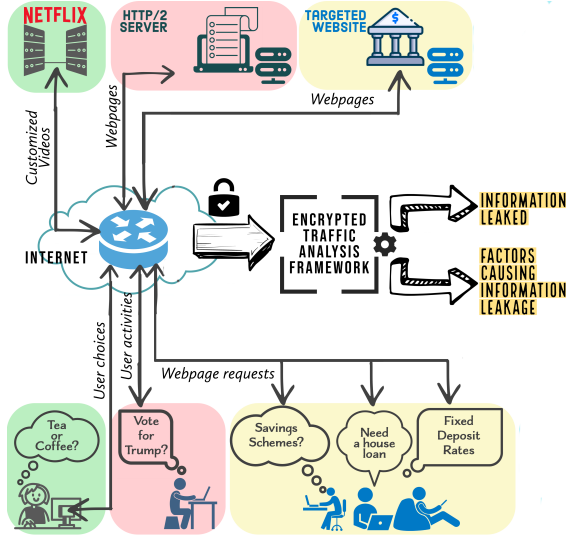 NETFLIX
HTTP/2
SERVER
TARGETED
WEBSITE
$
Customized
Videos
Webpages
Webpages
INTERNET
ENCRYPTED
TRAFFIC
ANALYSIS
FRAMEWORK
INFORMATION
LEAKED
FACTORS
CAUSING
INFORMATION
LEAKAGE
User choices
User activities
Webpage requests
Tea
or
Coffee?
Vote
for
Trump?
Savings
Schemes?
Need
a house
loan
Fixed
Deposit
Rates